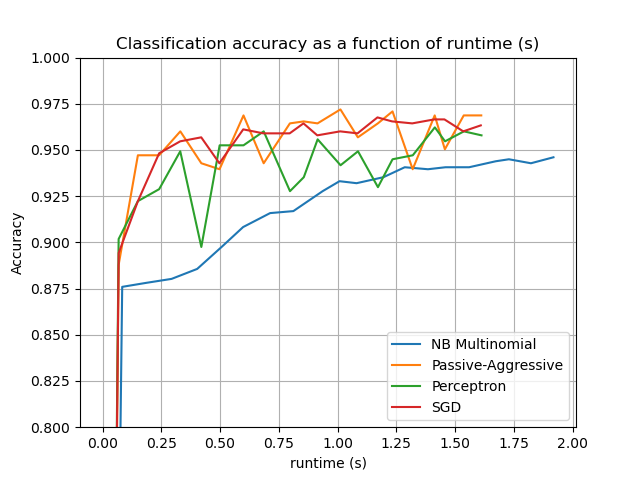 Classification accuracy as a function of runtime (s)
1.000
0.975
0.950
0.925
0.900
0.875
0.850
0.825
0.800
Accuracy
NB Multinomial
Passive-Aggressive
Perceptron
SGD
0.00 0.25 0.50 0.75 1.00 1.25 1.50 1.75 2.00
runtime (s)